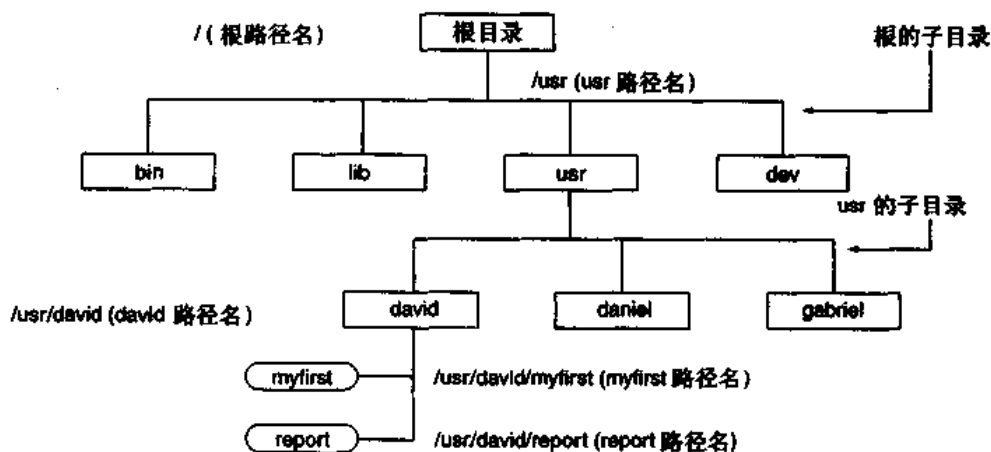 / ( 根路径名)
根目录
根的子目录
/usr (usr 路径名)
bin
lib
usr
dev
usr 的子目录
/usr/david (david 路径名)
david
daniel
gabriel
myfirst
/usr/david/myfirst (myfirst 路径名)
report
/usr/david/report (report 路径名)